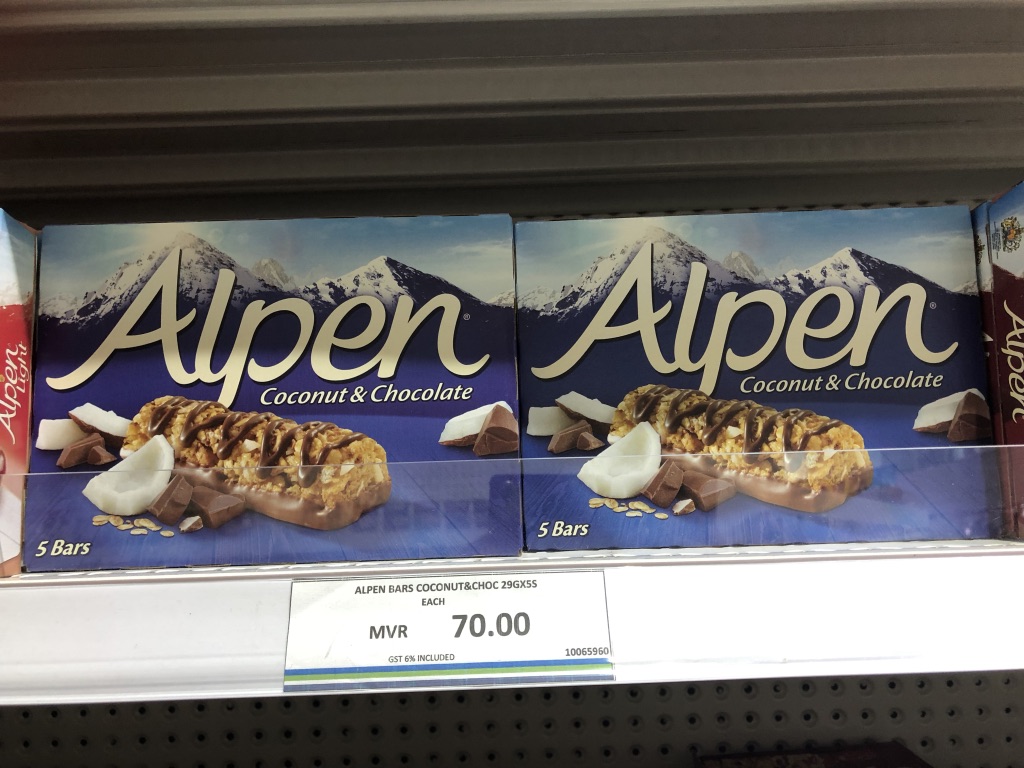 Alpen®
Coconut & Chocolate
5 Bars
Alpen®
Coconut & Chocolate
5 Bars
Alpen
Light
Alpen
ALPEN BARS COCONUT&CHOC 29GX5S
EACH
MVR 70.00
GST 6% INCLUDED
10065960